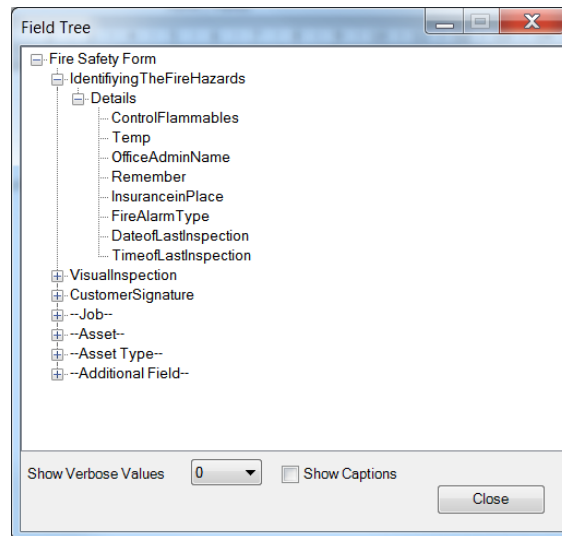 Field Tree
Fire Safety Form
IdentifiyingTheFireHazards
Details
ControlFlammables
Temp
OfficeAdminName
Remember
InsuranceinPlace
FireAlarmType
DateofLastInspection
TimeofLastInspection
VisualInspection
CustomerSignature
--Job--
--Asset--
--Asset Type--
--Additional Field--
Show Verbose Values 0 Show Captions
Close